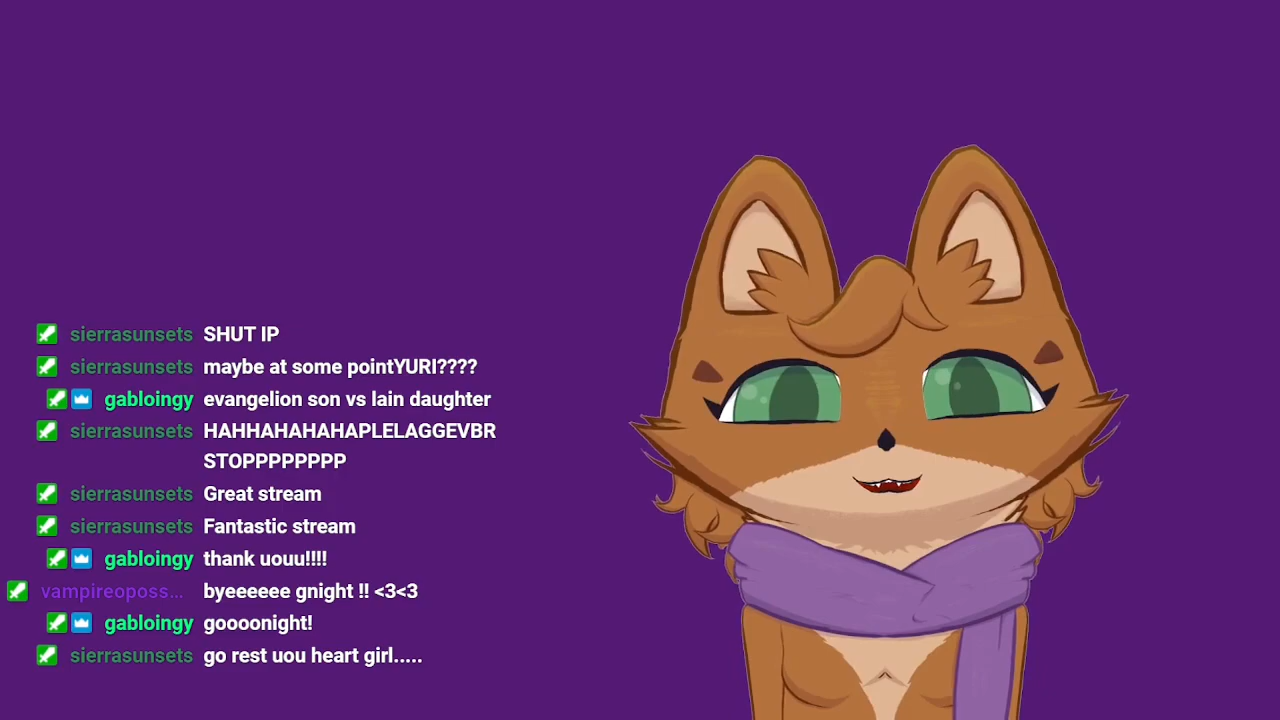 sierrasunsets SHUT IP
sierrasunsets maybe at some pointYURI????
gabloingy evangelion son vs lain daughter
sierrasunsets HAHHAHAHAHAPLELAGGEVBR
STOPPPPPPPP
sierrasunsets Great stream
sierrasunsets Fantastic stream
gabloingy thank uouu!!!!
vampireoposs... byeeeeee gnight !! <3<3
gabloingy goooonight!
sierrasunsets go rest uou heart girl.....